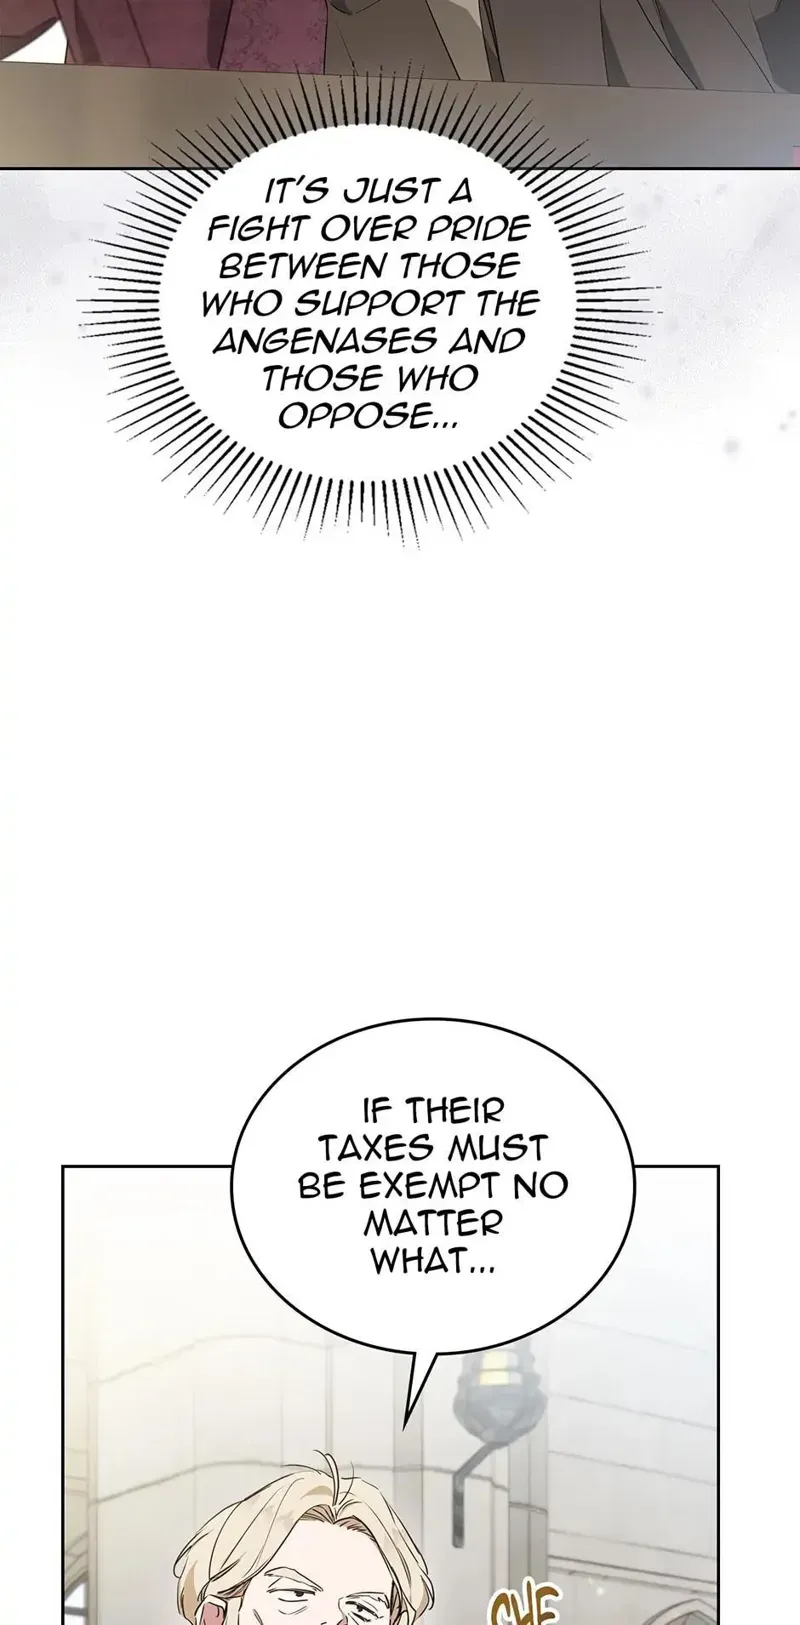 IT'S JUST A
FIGHT OVER PRIDE
BETWEEN THOSE
WHO SUPPORT THE
ANGENASES AND
THOSE WHO
OPPOSE...
IF THEIR
TAXES MUST
BE EXEMPT NO
MATTER
WHAT...